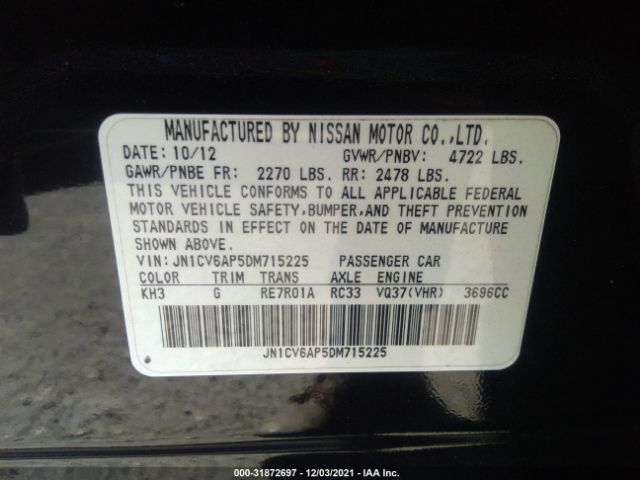 MANUFACTURED BY NISSAN MOTOR CO.,LTD.
DATE: 10/12 GVWR/PNBV: 4722 LBS.
GAWR/PNBE FR: 2270 LBS. RR: 2478 LBS.
THIS VEHICLE CONFORMS TO ALL APPLICABLE FEDERAL
MOTOR VEHICLE SAFETY,BUMPER,AND THEFT PREVENTION
STANDARDS IN EFFECT ON THE DATE OF MANUFACTURE
SHOWN ABOVE.
VIN: JN1CV6AP5DM715225 PASSENGER CAR
COLOR TRIM TRANS AXLE ENGINE
KH3 G RE7R01A RC33 VQ37(VHR) 3696CC
JN1CV6AP5DM715225
000-31872697 - 12/03/2021 - IAA Inc.